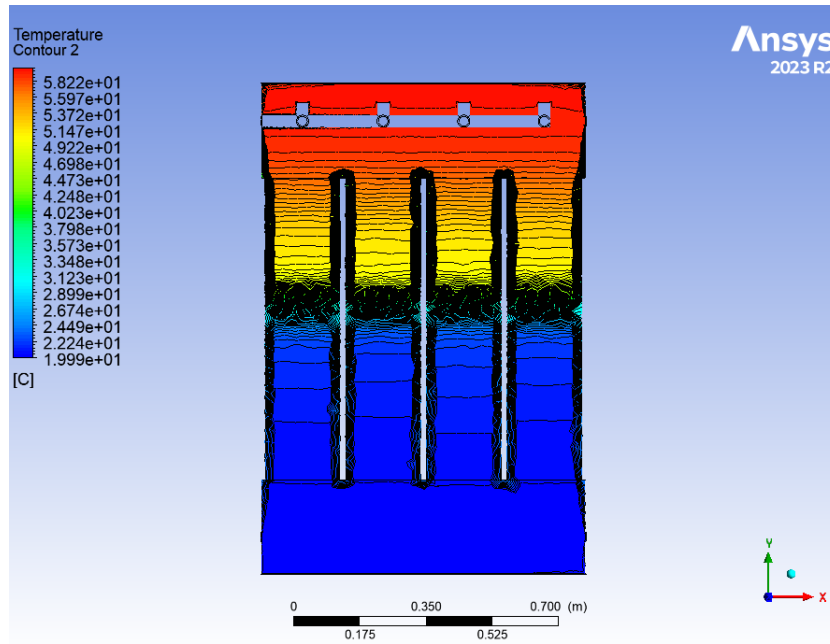 Temperature
Contour 2
5.822e+01
5.597e+01
5.372e+01
5.147e+01
4.922e+01
4.698e+01
4.473e+01
4.248e+01
4.023e+01
3.798e+01
3.573e+01
3.348e+01
3.123e+01
2.899e+01
2.674e+01
2.449e+01
2.224e+01
1.999e+01
[C]
Ansys
2023 R2
Y
X
0 0.350 0.700 (m)
0.175 0.525